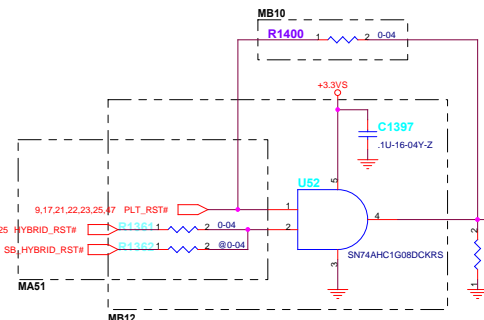 MB10
R1400 1 2 0-04
+3.3VS
C1397
.1U-16-04Y-Z
U52
5
9,17,21,22,23,25,47 PLT_RST# 1
4
25 HYBRID_RST# R1361 1 2 0-04 2
2
SB_HYBRID_RST# R1362 1 2 @0-04
SN74AHC1G08DCKRS
3
1
MA51
MB12